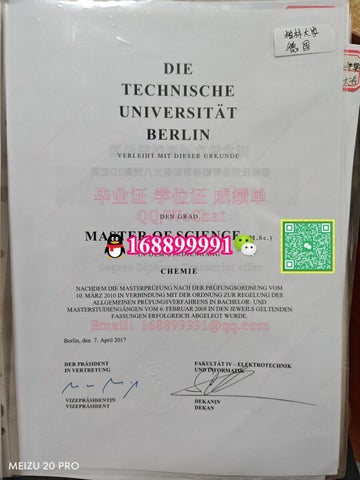 柏林大学
德国
DIE
TECHNISCHE
UNIVERSITÄT
BERLIN
VERLEIHT MIT DIESER URKUNDE
毕业证 学位证 成绩单
DEN GRAD
MASTER OF SCIENCE (M.Sc.)
168899991
IM STUDIENGANG
CHEMIE
NACHDEM DIE MASTERPRÜFUNG NACH DER PRÜFUNGSORDNUNG VOM
10. MÄRZ 2010 IN VERBINDUNG MIT DER ORDNUNG ZUR REGELUNG DES
ALLGEMEINEN PRÜFUNGSVERFAHRENS IN BACHELOR- UND
MASTERSTUDIENGÄNGEN VOM 6. FEBRUAR 2008 IN DEN JEWEILS GELTENDEN
FASSUNGEN ERFOLGREICH ABGELEGT WURDE.
Email: 168899991@qq.com
Berlin, den 7. April 2017
DER PRÄSIDENT
IN VERTRETUNG
FAKULTÄT IV – ELEKTROTECHNIK
UND INFORMATIK
VIZEPRÄSIDENTIN
VIZEPRÄSIDENT
DEKANIN
DEKAN
MEIZU 20 PRO